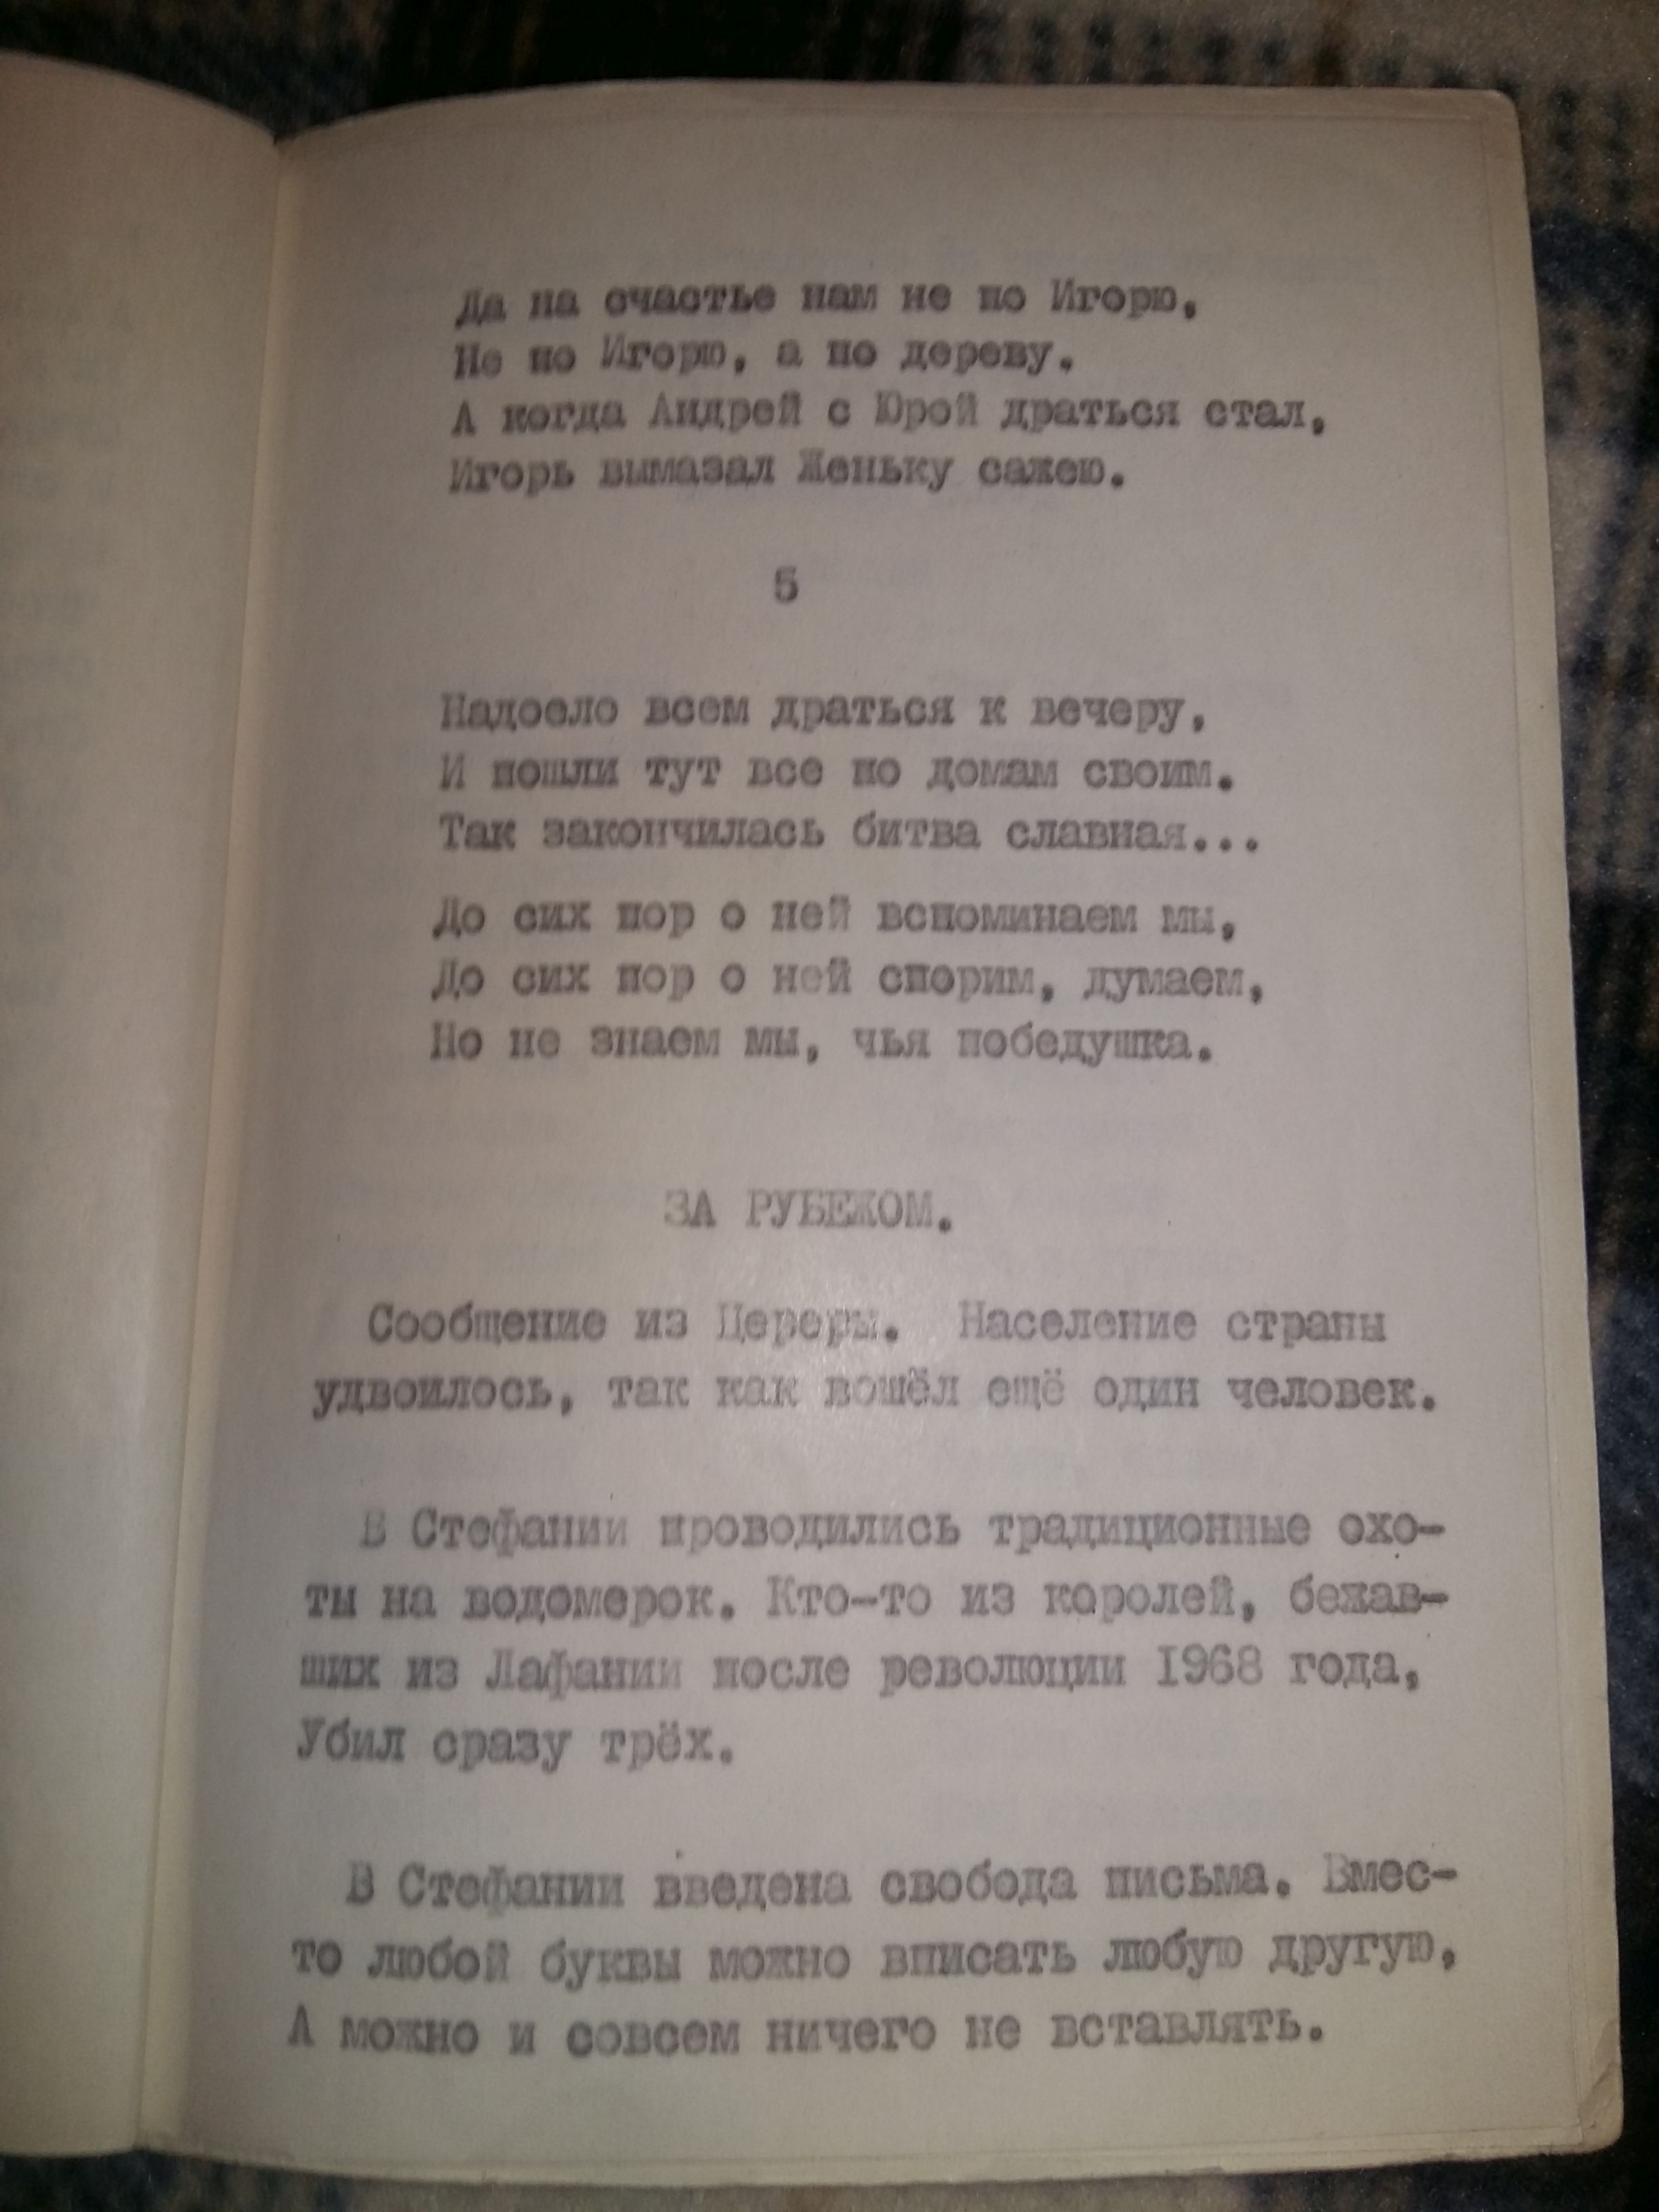 Да на счастье нам не по Игорю,
Не по Игорю, а по дереву.
А когда Андрей с Юрой драться стал,
Игорь вымазал Женьку сажею.
5
Надоело всем драться к вечеру,
И пошли тут все по домам своим.
Так закончилась битва славная...
До сих пор о ней вспоминаем мы,
До сих пор о ней спорим, думаем,
Но не знаем мы, чья победушка.
ЗА РУБЕЖОМ.
Сообщение из Цереры. Население страны
удвоилось, так как вошёл ещё один человек.
В Стефании проводились традиционные охо-
ты на водомерок. Кто-то из королей, бежав-
ших из Лафании после революции 1968 года,
Убил сразу трёх.
В Стефании введена свобода письма. Вмес-
то любой буквы можно вписать любую другую,
А можно и совсем ничего не вставлять.